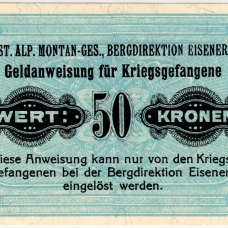 ST. ALP. MONTAN-GES., BERGDIREKTION EISENER
Geldanweisung für Kriegsgefangene
WERT: 50 KRONEN
iese Anweisung kann nur von den Kriegs
efangenen bei der Bergdirektion Eisener
eingelöst werden.